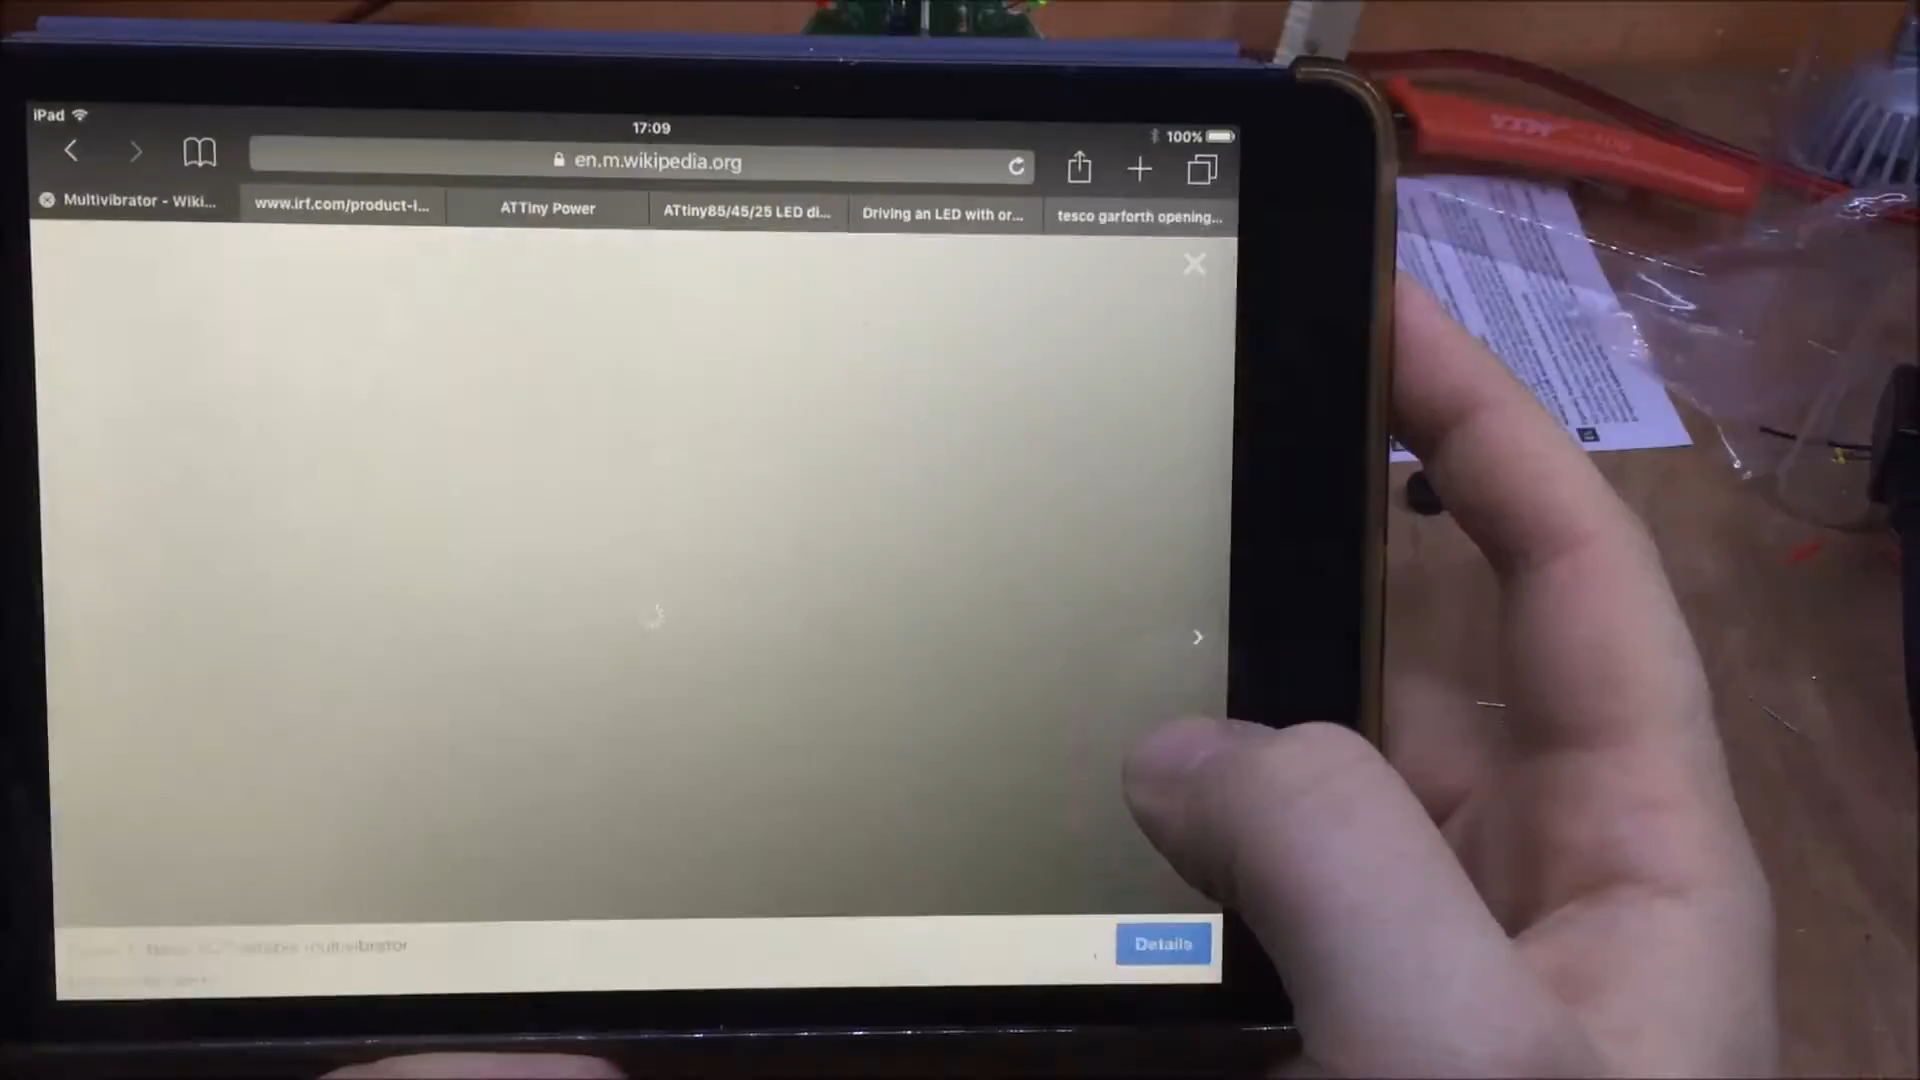 iPad
17:09
100%
en.m.wikipedia.org
Multivibrator - Wiki...
www.irf.com/product-i...
ATTiny Power
ATtiny85/45/25 LED di...
Driving an LED with or...
tesco garforth opening...
multivibrator
Details